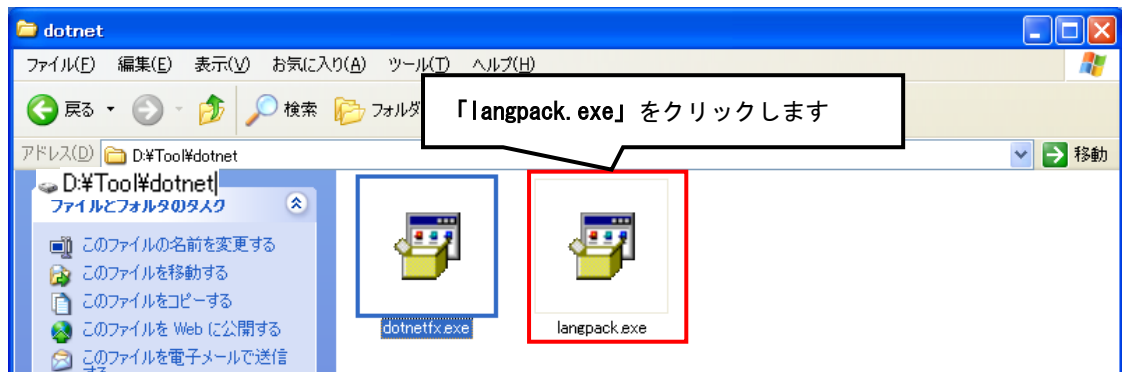 dotnet
ファイル(F) 編集(E) 表示(V) お気に入り(A) ツール(T) ヘルプ(H)
「langpack.exe」をクリックします
戻る 検索 フォルダ
アドレス(D) D:¥Tool¥dotnet 移動
D:¥Tool¥dotnet
ファイルとフォルダのタスク
このファイルの名前を変更する
このファイルを移動する
このファイルをコピーする
このファイルを Web に公開する
このファイルを電子メールで送信
する
dotnetfx.exe
langpack.exe